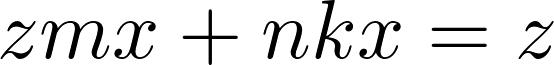 zmx + nkx = z